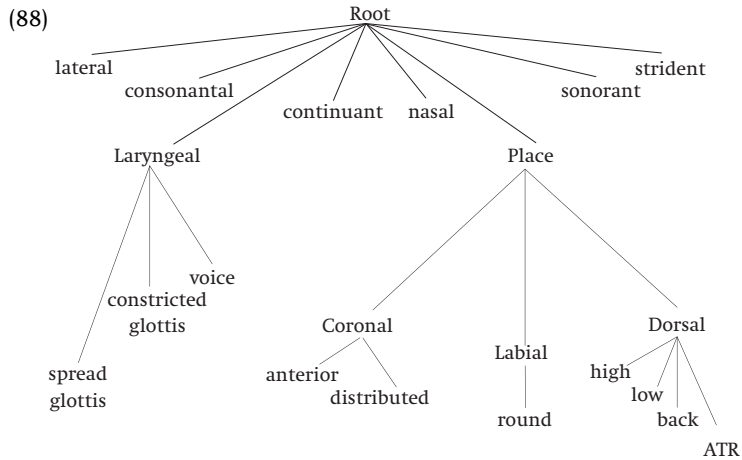 (88)
Root
lateral
consonantal
continuant
nasal
sonorant
strident
Laryngeal
Place
spread
glottis
constricted
glottis
voice
Coronal
anterior
distributed
Labial
round
Dorsal
high
low
back
ATR